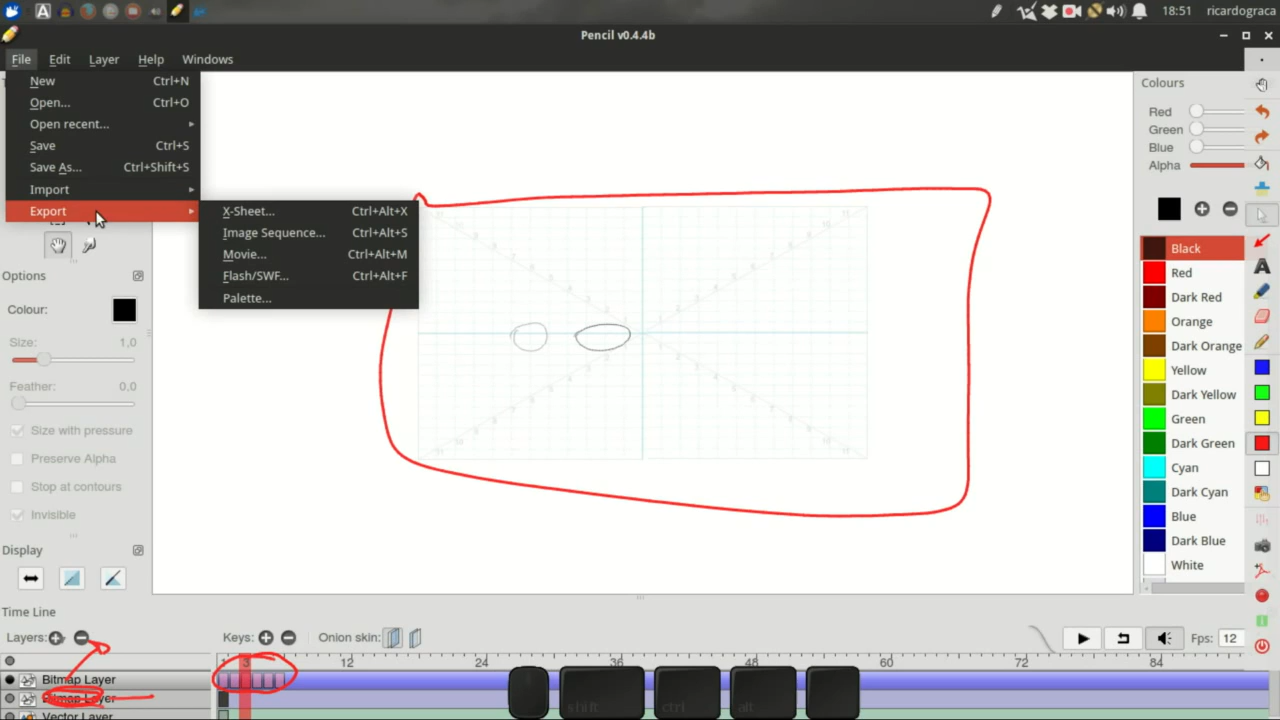 18:51 ricardograca
Pencil v0.4.4b
File Edit Layer Help Windows
New Ctrl+N
Open... Ctrl+O
Open recent...
Save Ctrl+S
Save As... Ctrl+Shift+S
Import
Export
X-Sheet... Ctrl+Alt+X
Image Sequence... Ctrl+Alt+S
Movie... Ctrl+Alt+M
Flash/SWF... Ctrl+Alt+F
Palette...
Options
Colour:
Size: 1,0
Feather: 0,0
Size with pressure
Preserve Alpha
Stop at contours
Invisible
Display
Colours
Red
Green
Blue
Alpha
Black
Red
Dark Red
Orange
Dark Orange
Yellow
Dark Yellow
Green
Dark Green
Cyan
Dark Cyan
Blue
Dark Blue
White
Time Line
Layers: Keys: Onion skin: Fps: 12
3 12 24 36 48 60 72 84
Bitmap Layer
Bitmap Layer
Vector Layer
shift ctrl alt